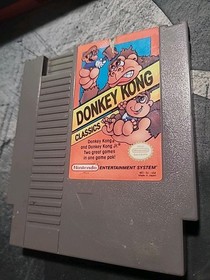 DONKEY KONG
CLASSICS
Donkey Kong
and Donkey Kong Jr.
Two great games
in one game pak!
Nintendo ENTERTAINMENT SYSTEM